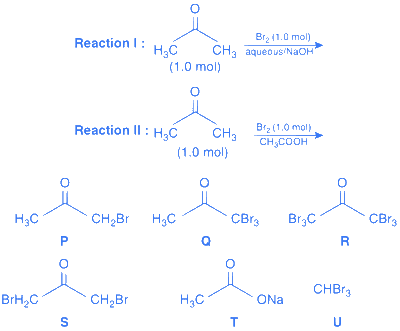 O
Reaction I : H₃C CH₃ Br₂ (1.0 mol) aqueous/NaOH
(1.0 mol)
O
Reaction II : H₃C CH₃ Br₂ (1.0 mol) CH₃COOH
(1.0 mol)
O O O
H₃C CH₂Br H₃C CBr₃ Br₃C CBr₃
P Q R
O O
BrH₂C CH₂Br H₃C ONa CHBr₃
S T U